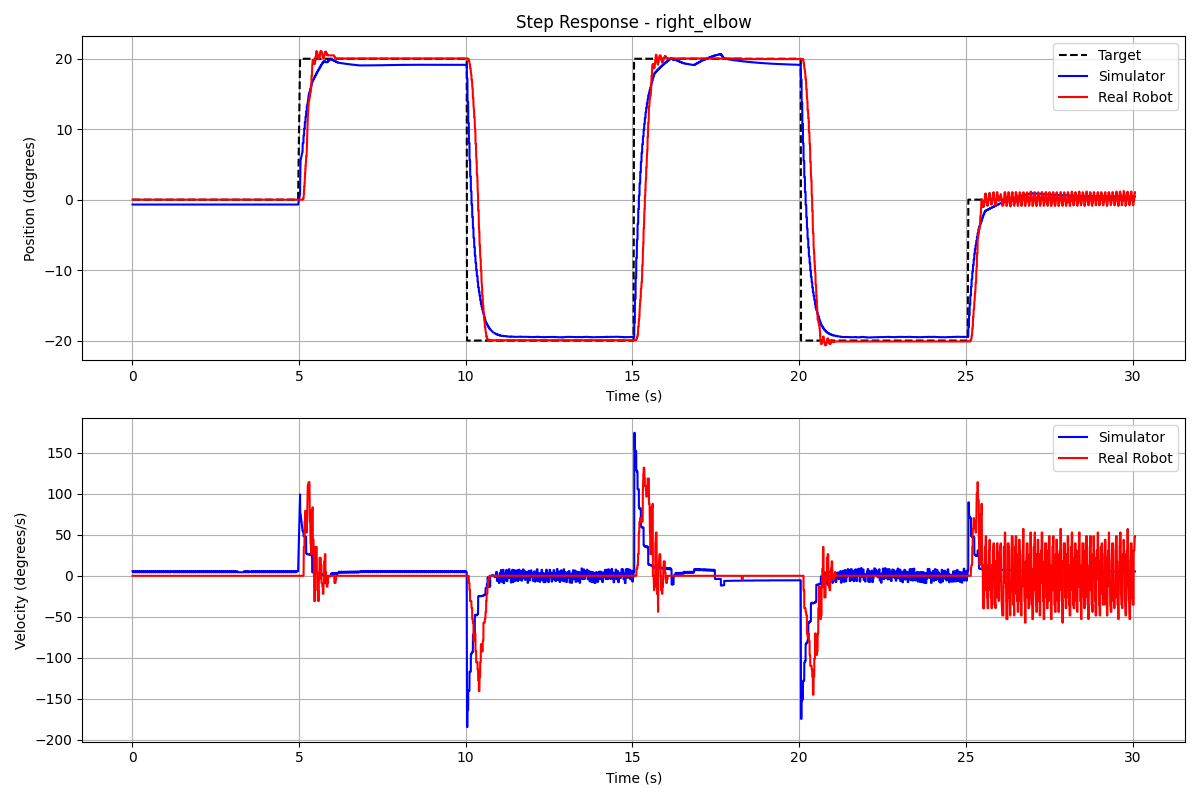 Step Response - right_elbow
Position (degrees)
20
10
0
−10
−20
Target
Simulator
Real Robot
0 5 10 15 20 25 30
Time (s)
Velocity (degrees/s)
150
100
50
0
−50
−100
−150
−200
Simulator
Real Robot
0 5 10 15 20 25 30
Time (s)